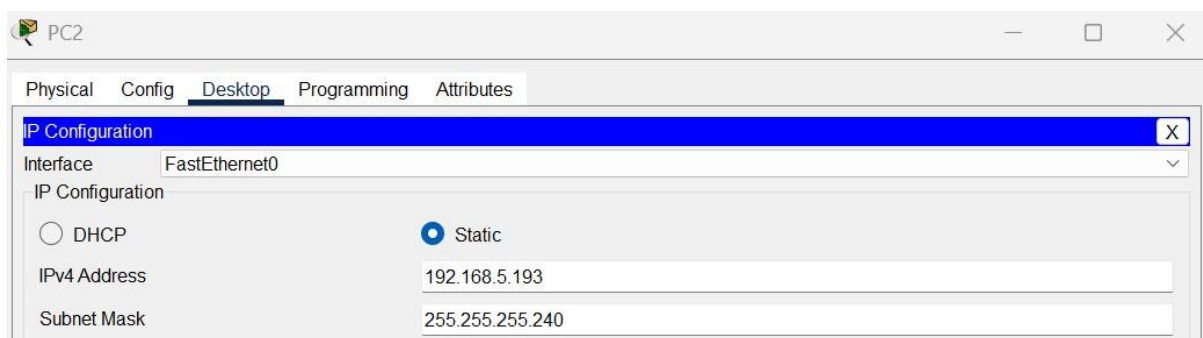 PC2
Physical Config Desktop Programming Attributes
IP Configuration X
Interface FastEthernet0
IP Configuration
DHCP Static
IPv4 Address 192.168.5.193
Subnet Mask 255.255.255.240